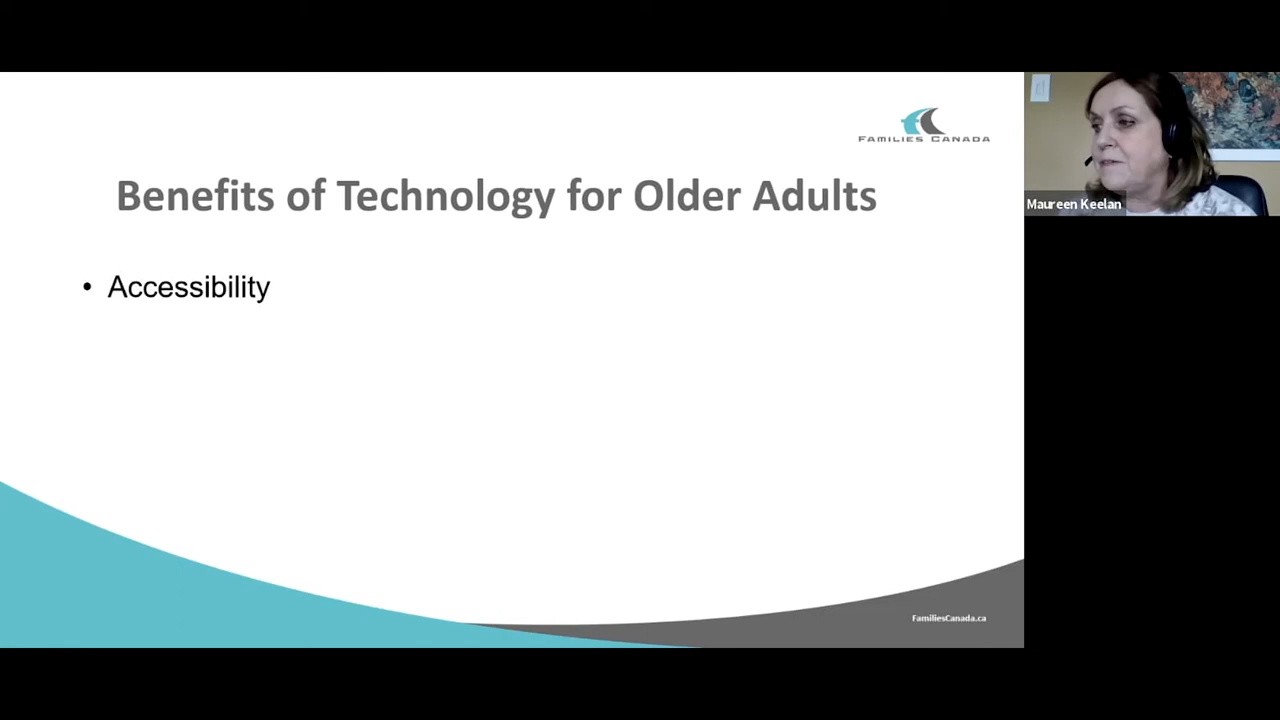 FAMILIES CANADA
Benefits of Technology for Older Adults
• Accessibility
Maureen Keelan
FamiliesCanada.ca